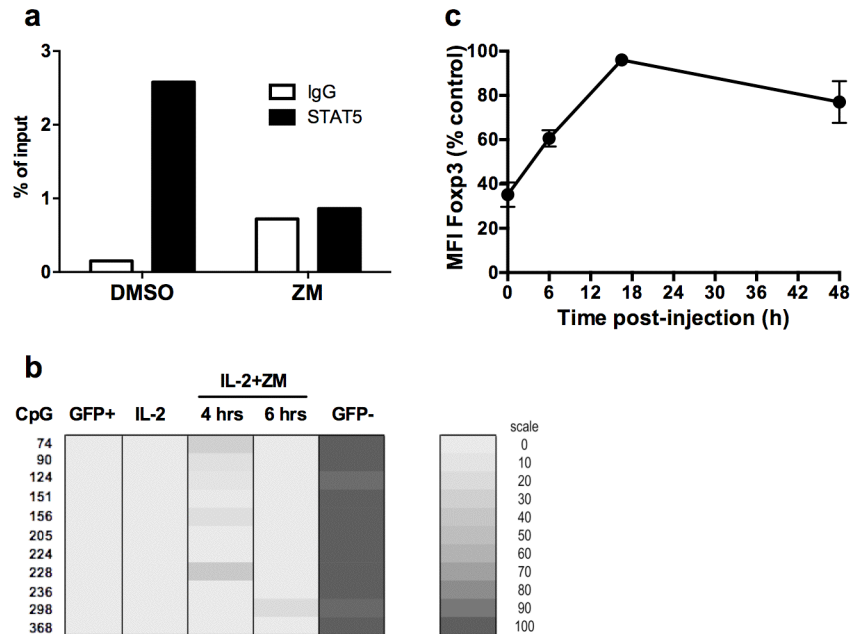 a
3
2
1
0
% of input
IgG
STAT5
DMSO
ZM
c
100
80
60
40
20
0
MFI Foxp3 (% control)
0 6 12 18 24 30 36 42 48
Time post-injection (h)
b
IL-2+ZM
CpG GFP+ IL-2 4 hrs 6 hrs GFP-
74
90
124
151
156
205
224
228
236
298
368
scale
0
10
20
30
40
50
60
70
80
90
100